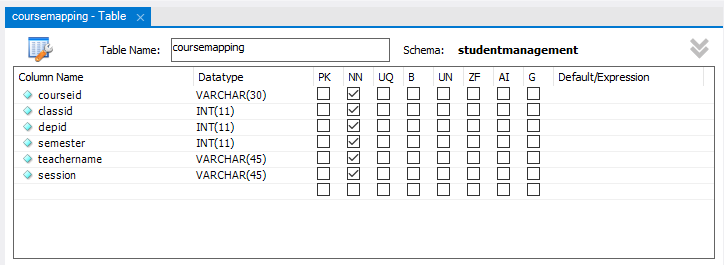 coursemapping - Table ×
Table Name: coursemapping Schema: studentmanagement
Column Name Datatype PK NN UQ B UN ZF AI G Default/Expression
courseid VARCHAR(30)
classid INT(11)
depid INT(11)
semester INT(11)
teachername VARCHAR(45)
session VARCHAR(45)